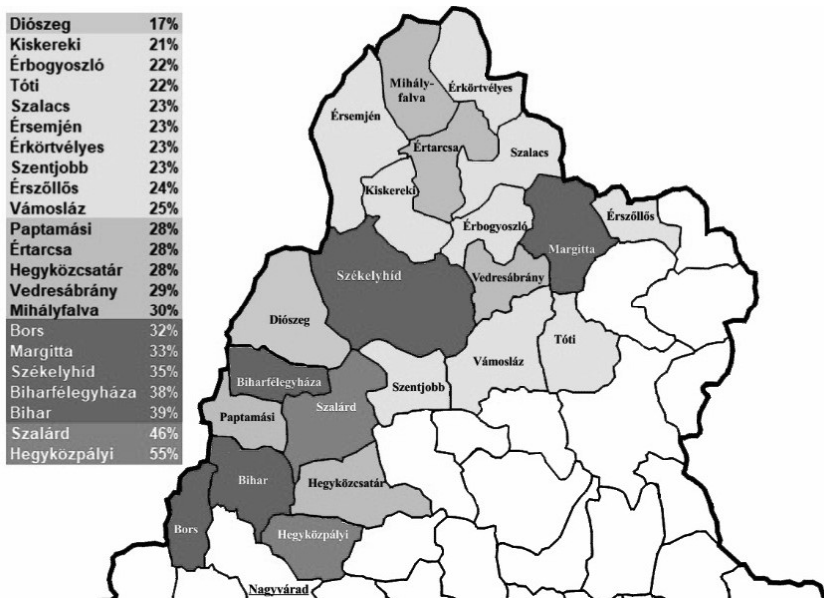 Diószeg 17%
Kiskereki 21%
Érbogyoszló 22%
Tóti 22%
Szalacs 23%
Érsemjén 23%
Érkörtvélyes 23%
Szentjobb 23%
Érszőllős 24%
Vámosláz 25%
Paptamási 28%
Értarcsa 28%
Hegyközcsatár 28%
Vedresábrány 29%
Mihályfalva 30%
Bors 32%
Margitta 33%
Székelyhíd 35%
Biharfélegyháza 38%
Bihar 39%
Szalárd 46%
Hegyközpályi 55%
Mihály-
falva
Érkörtvélyes
Érsemjén
Értarcsa
Szalacs
Kiskereki
Érszőllős
Érbogyoszló
Margitta
Székelyhíd
Vedresábrány
Diószeg
Tóti
Vámosláz
Biharfélegyháza
Szentjobb
Szalárd
Paptamási
Bihar
Hegyközcsatár
Bors
Hegyközpályi
Nagyvárad